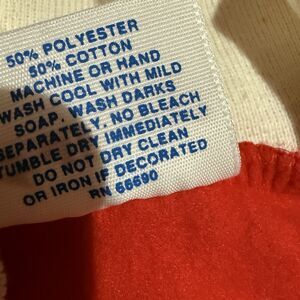 50% POLYESTER
50% COTTON
MACHINE OR HAND
WASH COOL WITH MILD
SOAP. WASH DARKS
SEPARATELY. NO BLEACH
TUMBLE DRY IMMEDIATELY
DO NOT DRY CLEAN
OR IRON IF DECORATED
RN 66690